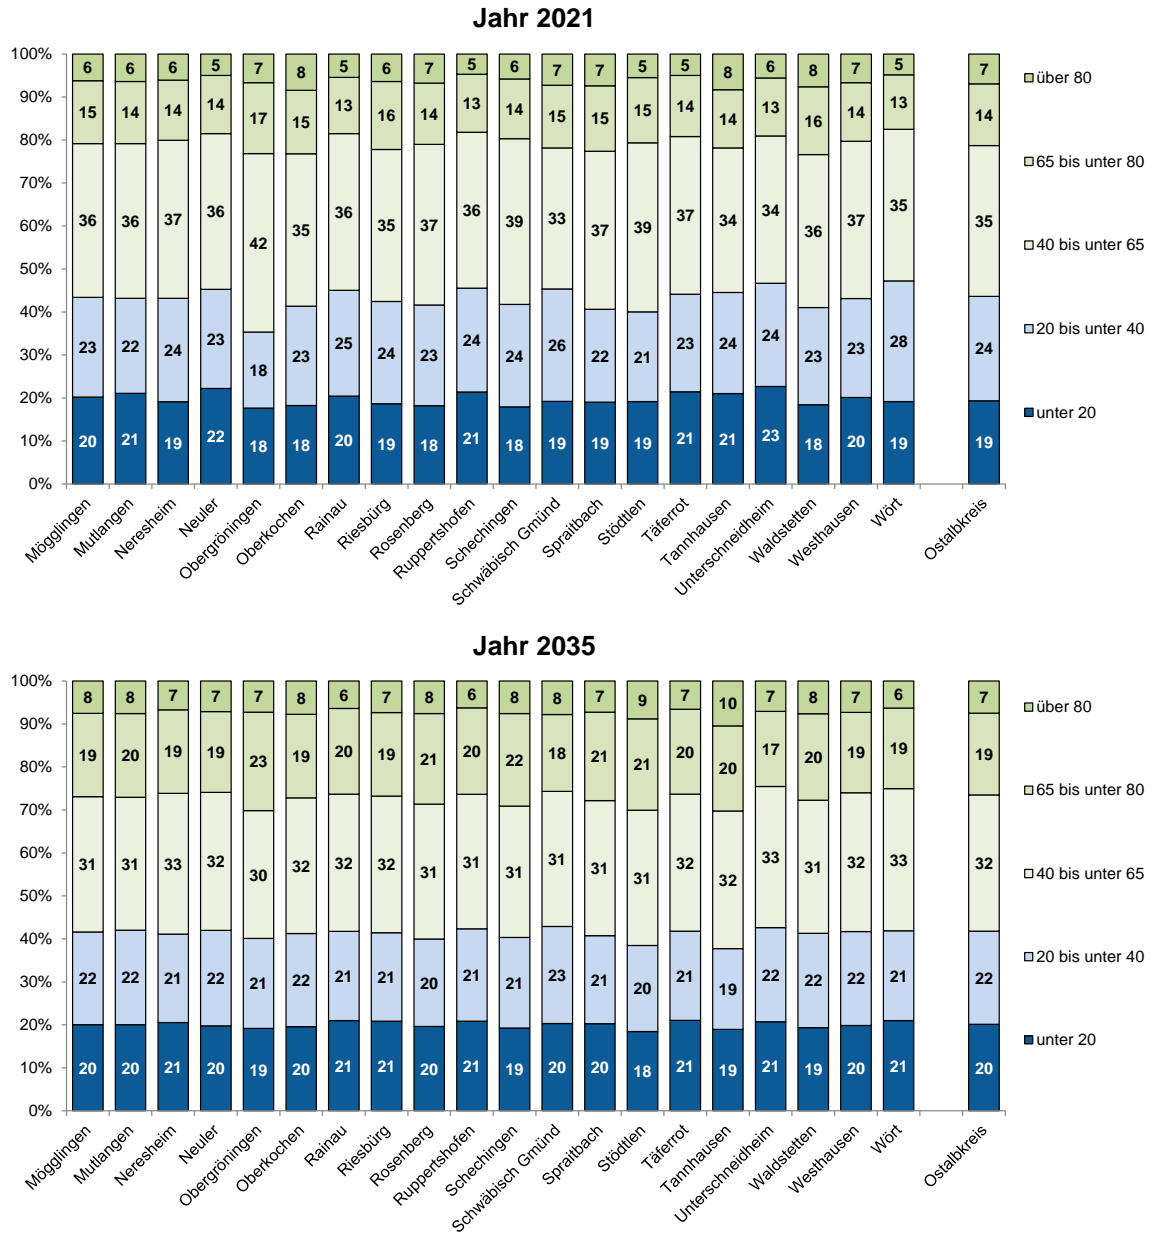 Jahr 2021
100%
90%
80%
70%
60%
50%
40%
30%
20%
10%
0%
6 6 6 5 7 8 5 6 7 5 6 7 7 5 5 8 6 8 7 5 7
15 14 14 14 17 15 13 16 14 13 14 15 15 15 14 14 13 16 14 13 14
36 36 37 36 42 35 36 35 37 36 39 33 37 39 37 34 34 36 37 35 35
23 22 24 23 18 23 25 24 23 24 24 26 22 21 23 24 24 23 23 28 24
20 21 19 22 18 18 20 19 18 21 18 19 19 19 21 21 23 18 20 19 19
über 80
65 bis unter 80
40 bis unter 65
20 bis unter 40
unter 20
Mögglingen
Mutlangen
Neresheim
Neuler
Obergröningen
Oberkochen
Rainau
Riesbürg
Rosenberg
Ruppertshofen
Schechingen
Schwäbisch Gmünd
Spraitbach
Stödtlen
Täferrot
Tannhausen
Unterschneidheim
Waldstetten
Westhausen
Wört
Ostalbkreis
Jahr 2035
100%
90%
80%
70%
60%
50%
40%
30%
20%
10%
0%
8 8 7 7 7 8 6 7 8 6 8 8 7 9 7 10 7 8 7 6 7
19 20 19 19 23 19 20 19 21 20 22 18 21 21 20 20 17 20 19 19 19
31 31 33 32 30 32 32 32 31 31 31 31 31 31 32 32 33 31 32 33 32
22 22 21 22 21 22 21 21 20 21 21 23 21 20 21 19 22 22 22 21 22
20 20 21 20 19 20 21 21 20 21 19 20 20 18 21 19 21 19 20 21 20
über 80
65 bis unter 80
40 bis unter 65
20 bis unter 40
unter 20
Mögglingen
Mutlangen
Neresheim
Neuler
Obergröningen
Oberkochen
Rainau
Riesbürg
Rosenberg
Ruppertshofen
Schechingen
Schwäbisch Gmünd
Spraitbach
Stödtlen
Täferrot
Tannhausen
Unterschneidheim
Waldstetten
Westhausen
Wört
Ostalbkreis